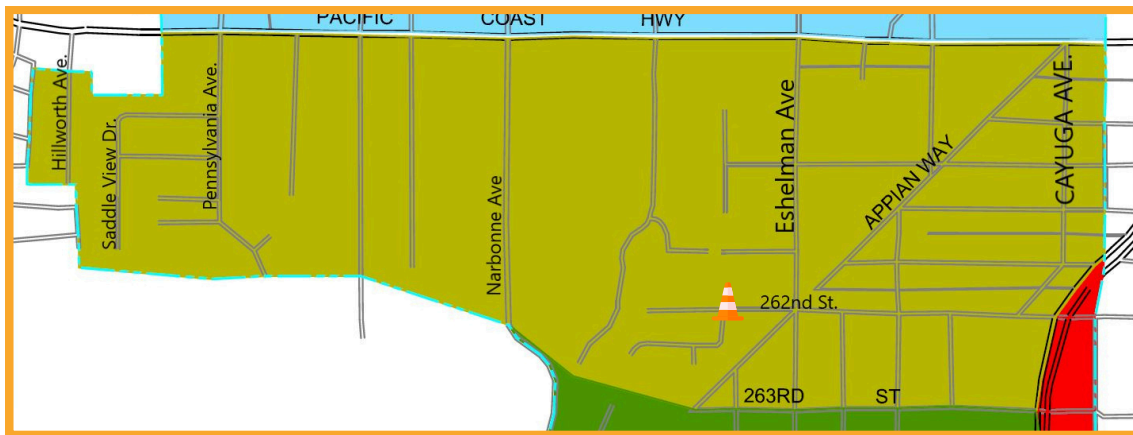 PACIFIC COAST HWY
Hillworth Ave.
Saddle View Dr.
Pennsylvania Ave.
Narbonne Ave
Eshelman Ave
APPIAN WAY
CAYUGA AVE.
262nd St.
263RD ST